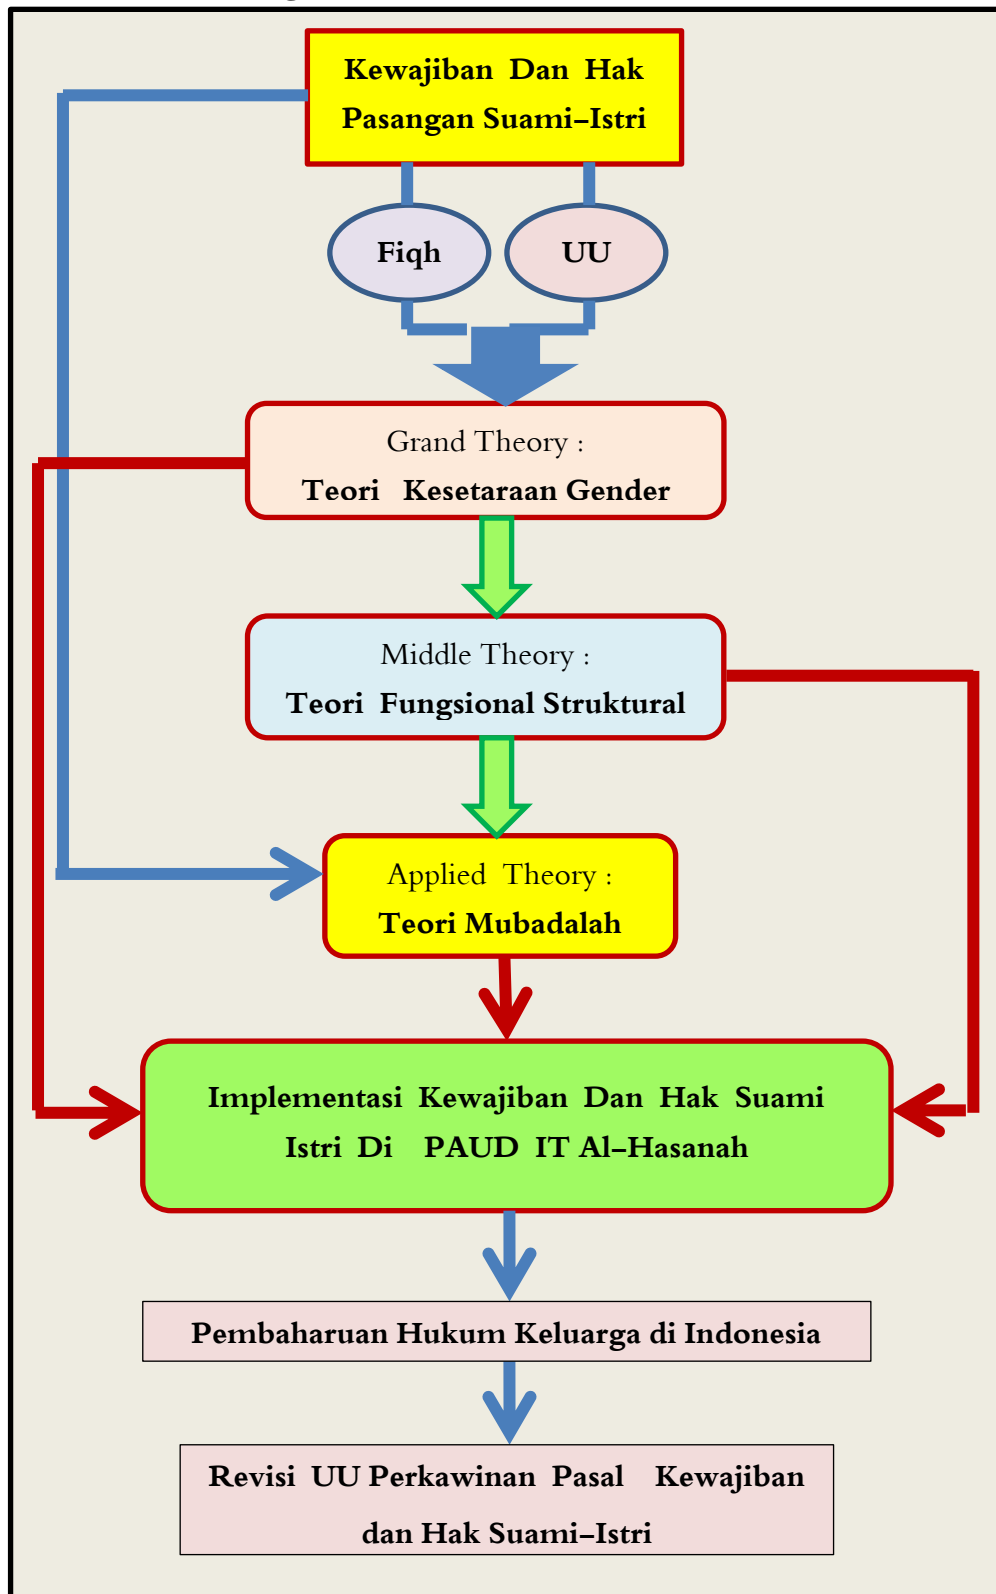 Kewajiban Dan Hak
Pasangan Suami-Istri
Fiqh
UU
Grand Theory :
Teori Kesetaraan Gender
Middle Theory :
Teori Fungsional Struktural
Applied Theory :
Teori Mubadalah
Implementasi Kewajiban Dan Hak Suami
Istri Di PAUD IT Al-Hasanah
Pembaharuan Hukum Keluarga di Indonesia
Revisi UU Perkawinan Pasal Kewajiban
dan Hak Suami-Istri